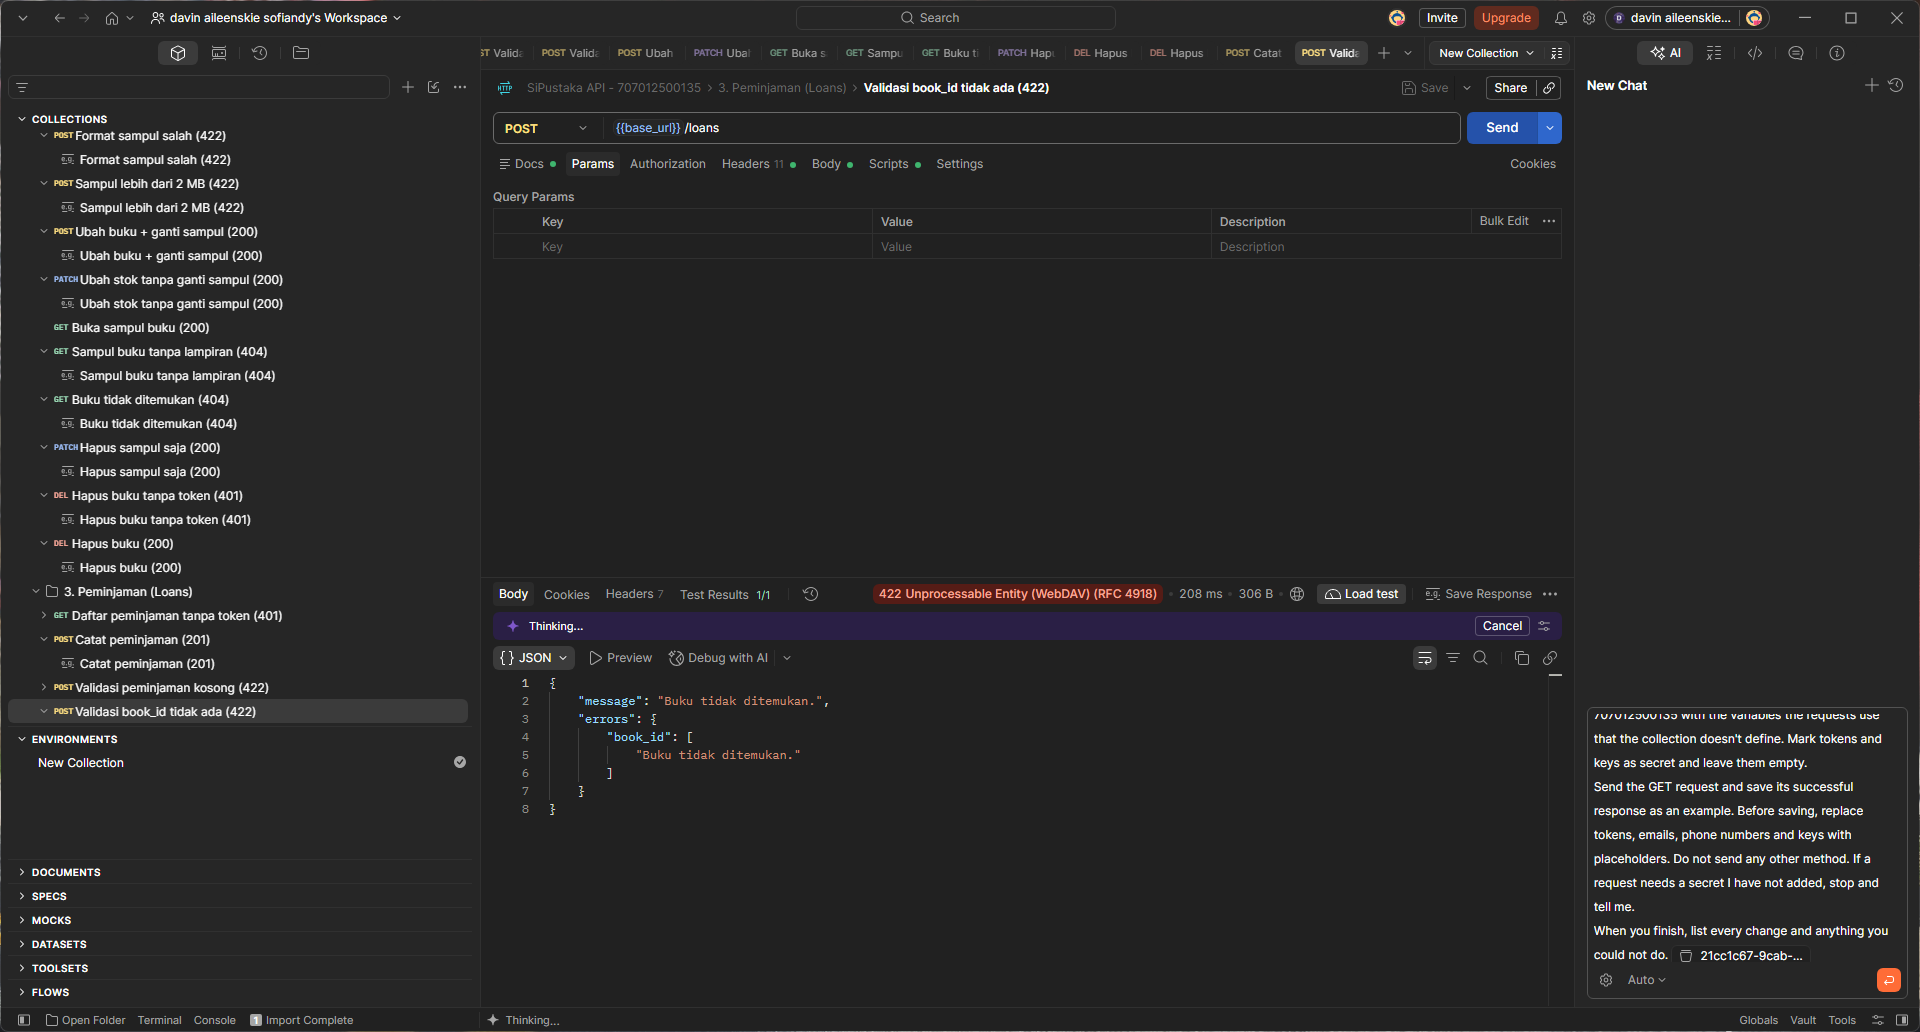 davin aileenskie sofiandy's Workspace
Search
Invite
Upgrade
D
davin aileenskie...
POST Valida
Ubah
PATCH
GET Buka s
GET Sampu
GET Buku ti
PATCH
DEL Hapus
DEL Hapus
POST Catat
POST Valida
New Collection
AI
SiPustaka API - 707012500135 > 3. Peminjaman (Loans) > Validasi book_id tidak ada (422)
Save
Share
New Chat
COLLECTIONS
POST Format sampul salah (422)
e.g. Format sampul salah (422)
POST Sampul lebih dari 2 MB (422)
e.g. Sampul lebih dari 2 MB (422)
POST Ubah buku + ganti sampul (200)
e.g. Ubah buku + ganti sampul (200)
PATCH Ubah stok tanpa ganti sampul (200)
e.g. Ubah stok tanpa ganti sampul (200)
GET Buka sampul buku (200)
GET Sampul buku tanpa lampiran (404)
e.g. Sampul buku tanpa lampiran (404)
GET Buku tidak ditemukan (404)
e.g. Buku tidak ditemukan (404)
PATCH Hapus sampul saja (200)
e.g. Hapus sampul saja (200)
DEL Hapus buku tanpa token (401)
e.g. Hapus buku tanpa token (401)
DEL Hapus buku (200)
e.g. Hapus buku (200)
3. Peminjaman (Loans)
GET Daftar peminjaman tanpa token (401)
POST Catat peminjaman (201)
e.g. Catat peminjaman (201)
POST Validasi peminjaman kosong (422)
POST Validasi book_id tidak ada (422)
ENVIRONMENTS
New Collection
DOCUMENTS
SPECS
MOCKS
DATASETS
TOOLSETS
FLOWS
HTTP
POST
{{base_url}} /loans
Send
Docs
Params
Authorization
Headers 11
Body
Scripts
Settings
Cookies
Query Params
Key
Value
Description
Bulk Edit
Key
Value
Description
Body
Cookies
Headers 7
Test Results 1/1
422 Unprocessable Entity (WebDAV) (RFC 4918)
208 ms
306 B
Load test
e.g. Save Response
Thinking...
Cancel
{} JSON
Preview
Debug with AI
1 {
2 "message": "Buku tidak ditemukan.",
3 "errors": {
4 "book_id": [
5 "Buku tidak ditemukan."
6 ]
7 }
8 }
707012500135 with the variables the requests use
that the collection doesn't define. Mark tokens and
keys as secret and leave them empty.
Send the GET request and save its successful
response as an example. Before saving, replace
tokens, emails, phone numbers and keys with
placeholders. Do not send any other method. If a
request needs a secret I have not added, stop and
tell me.
When you finish, list every change and anything you
could not do. 21cc1c67-9cab-...
Auto
Open Folder
Terminal
Console
1 Import Complete
Thinking...
Globals
Vault
Tools